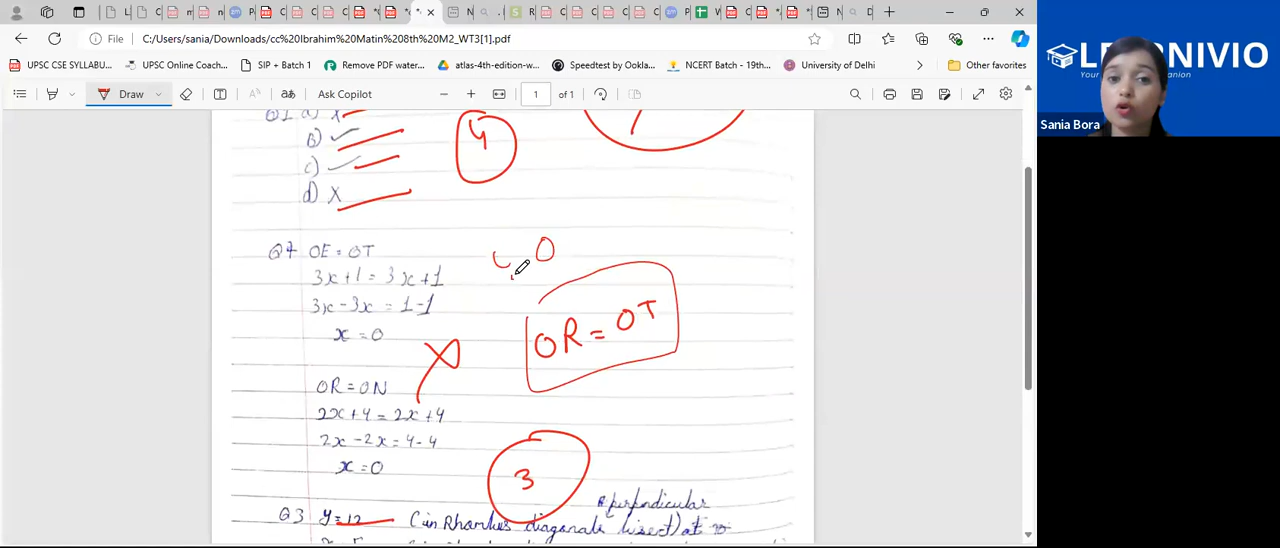 File
C:/Users/sania/Downloads/cc%20Ibrahim%20Matin%208th%20M2_WT3[1].pdf
UPSC CSE SYLLABU...
UPSC Online Coach...
SIP + Batch 1
Remove PDF water...
atlas-4th-edition-w...
Speedtest by Ookla...
NCERT Batch - 19th...
University of Delhi
Other favorites
Draw
Ask Copilot
1
of 1
LEARNIVIO
Sania Bora
Q1 a) X
b) ✓
c) ✓
d) X
4
Q2 OE = OT
3x+1 = 3x+1
3x-3x = 1-1
x = 0
OR = OT
OR = ON
2x+4 = 2x+4
2x-2x = 4-4
x = 0
3
perpendicular
Q3 y=12 (in Rhombus diagonals bisect) at